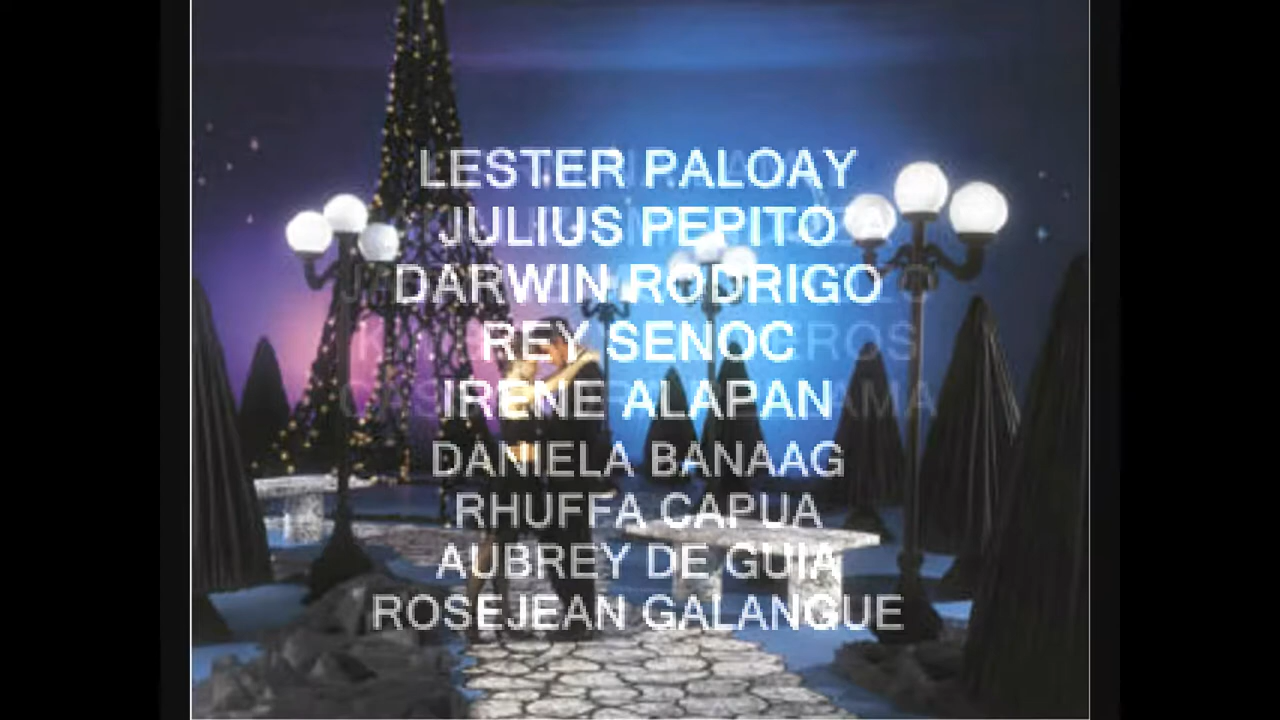 LESTER PALOAY
JULIUS PEPITO
DARWIN RODRIGO
REY SENOC
IRENE ALAPAN
DANIELA BANAAG
RHUFFA CAPUA
AUBREY DE GUIA
ROSEJEAN GALANGUE